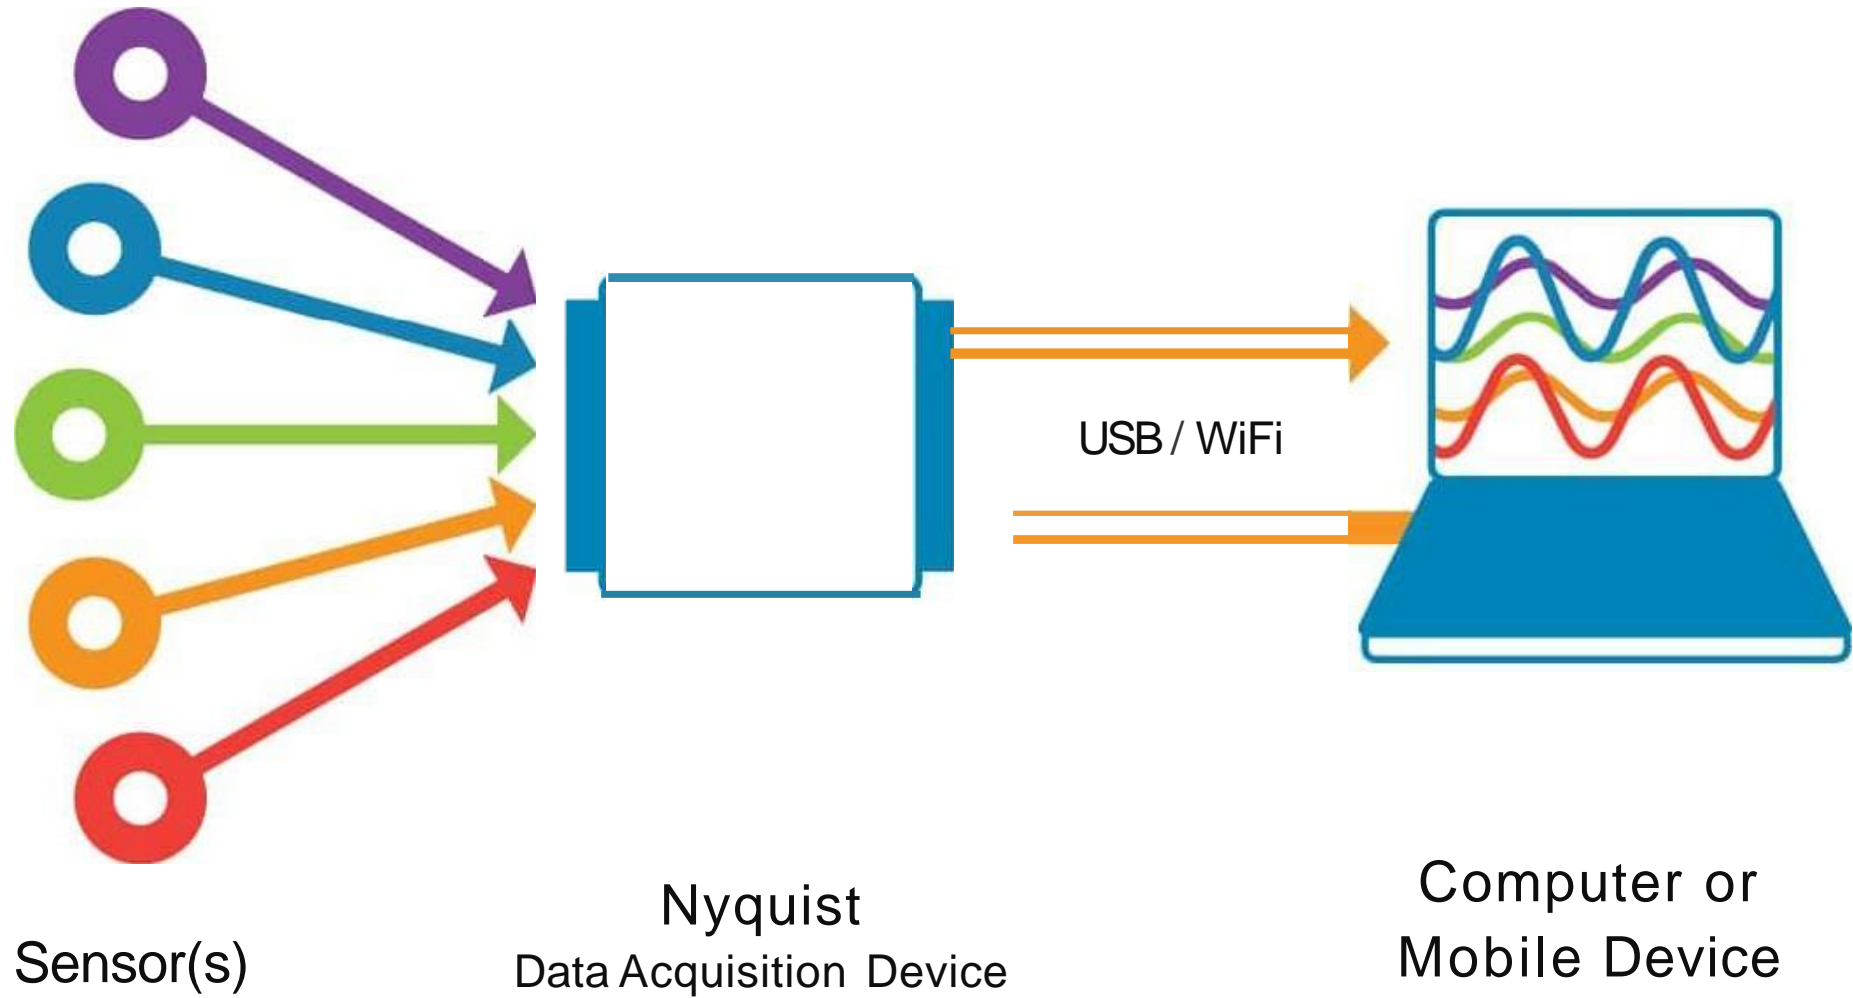 USB / WiFi
Sensor(s)
Nyquist
Data Acquisition Device
Computer or
Mobile Device